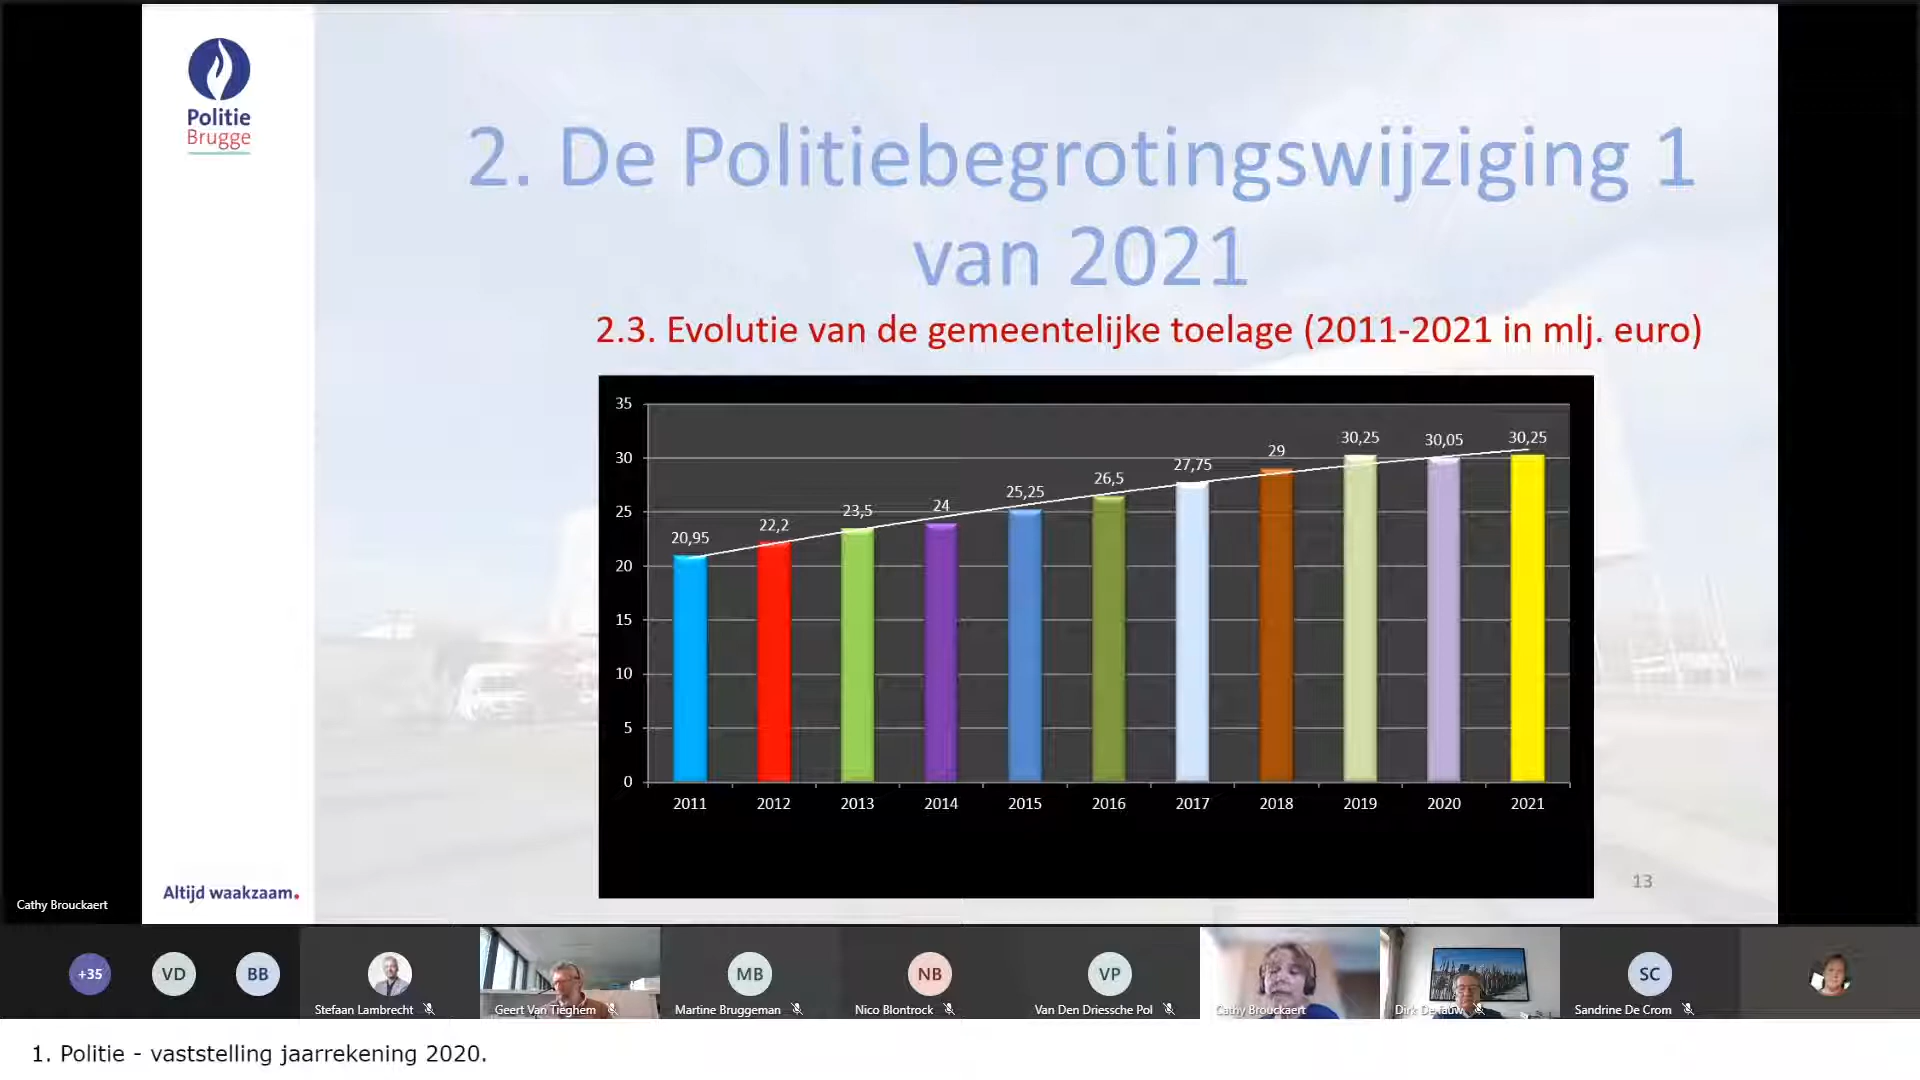 Politie
Brugge
2. De Politiebegrotingswijziging 1
van 2021
2.3. Evolutie van de gemeentelijke toelage (2011-2021 in mlj. euro)
35
30
25
20
15
10
5
0
20,95
22,2
23,5
24
25,25
26,5
27,75
29
30,25
30,05
30,25
2011
2012
2013
2014
2015
2016
2017
2018
2019
2020
2021
13
Altijd waakzaam.
Cathy Brouckaert
+35
VD
BB
Stefaan Lambrecht
Geert Van Tieghem
MB
Martine Bruggeman
NB
Nico Blontrock
VP
Van Den Driessche Pol
Cathy Brouckaert
Dirk De fauw
SC
Sandrine De Crom
1. Politie - vaststelling jaarrekening 2020.